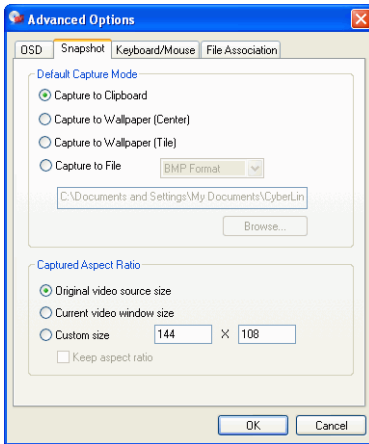 Advanced Options
OSD Snapshot Keyboard/Mouse File Association
Default Capture Mode
Capture to Clipboard
Capture to Wallpaper (Center)
Capture to Wallpaper (Tile)
Capture to File BMP Format
C:\Documents and Settings\My Documents\CyberLin
Browse...
Captured Aspect Ratio
Original video source size
Current video window size
Custom size 144 X 108
Keep aspect ratio
OK Cancel